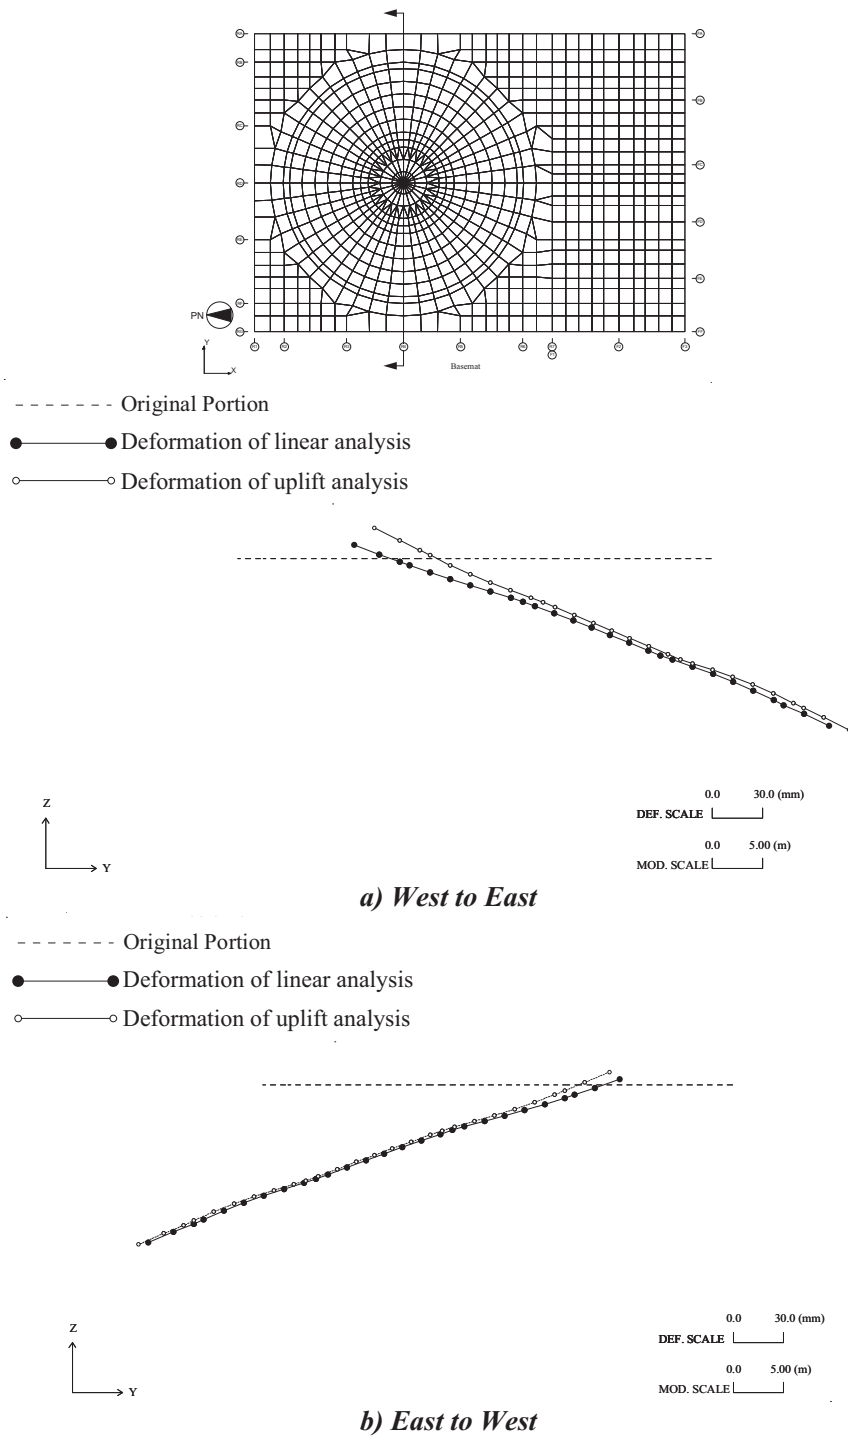 PN
Y
X
Basemat
Original Portion
Deformation of linear analysis
Deformation of uplift analysis
0.0 30.0 (mm)
DEF. SCALE
0.0 5.00 (m)
MOD. SCALE
Z
Y
a) West to East
Original Portion
Deformation of linear analysis
Deformation of uplift analysis
0.0 30.0 (mm)
DEF. SCALE
0.0 5.00 (m)
MOD. SCALE
Z
Y
b) East to West